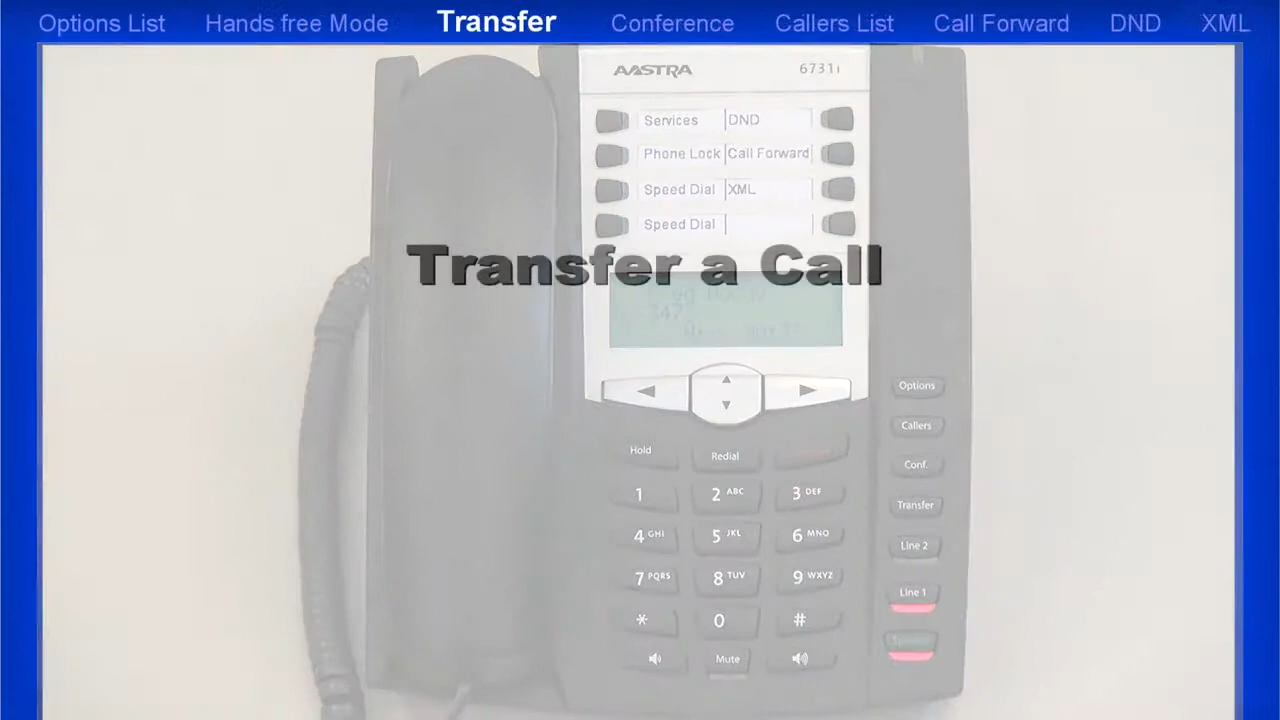 Options List Hands free Mode Transfer Conference Callers List Call Forward DND XML
AASTRA 6731i
Services DND
Phone Lock Call Forward
Speed Dial XML
Speed Dial
Transfer a Call
Options
Callers
Hold Redial
Conf.
1 2 ABC 3 DEF
Transfer
4 GHI 5 JKL 6 MNO
Line 2
7 PQRS 8 TUV 9 WXYZ
Line 1
* 0 #
Mute